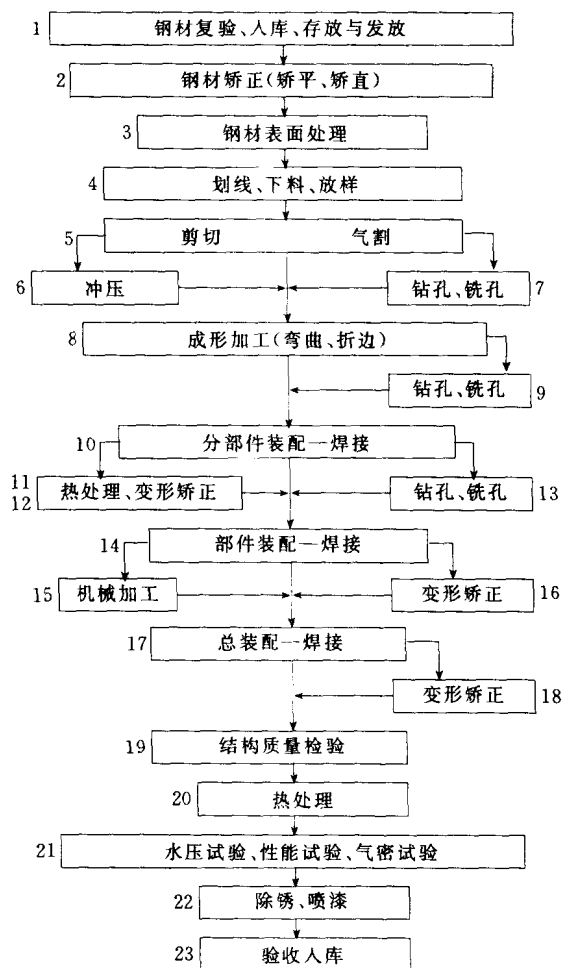 1 钢材复验、入库、存放与发放
2 钢材矫正(矫平、矫直)
3 钢材表面处理
4 划线、下料、放样
5 剪切 气割
6 冲压
钻孔、铣孔 7
8 成形加工(弯曲、折边)
钻孔、铣孔 9
10 分部件装配—焊接
11
12
热处理、变形矫正
钻孔、铣孔 13
14 部件装配—焊接
15 机械加工
变形矫正 16
17 总装配—焊接
变形矫正 18
19 结构质量检验
20 热处理
21 水压试验、性能试验、气密试验
22 除锈、喷漆
23 验收入库